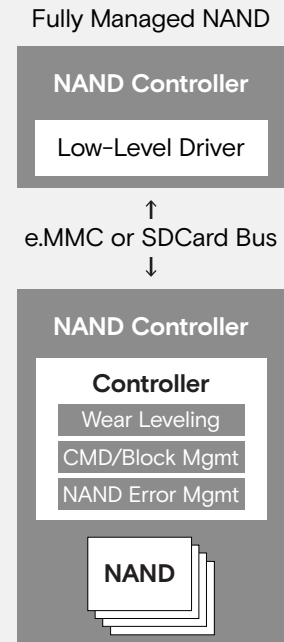 Fully Managed NAND
NAND Controller
Low-Level Driver
↑
e.MMC or SDCard Bus
↓
NAND Controller
Controller
Wear Leveling
CMD/Block Mgmt
NAND Error Mgmt
NAND